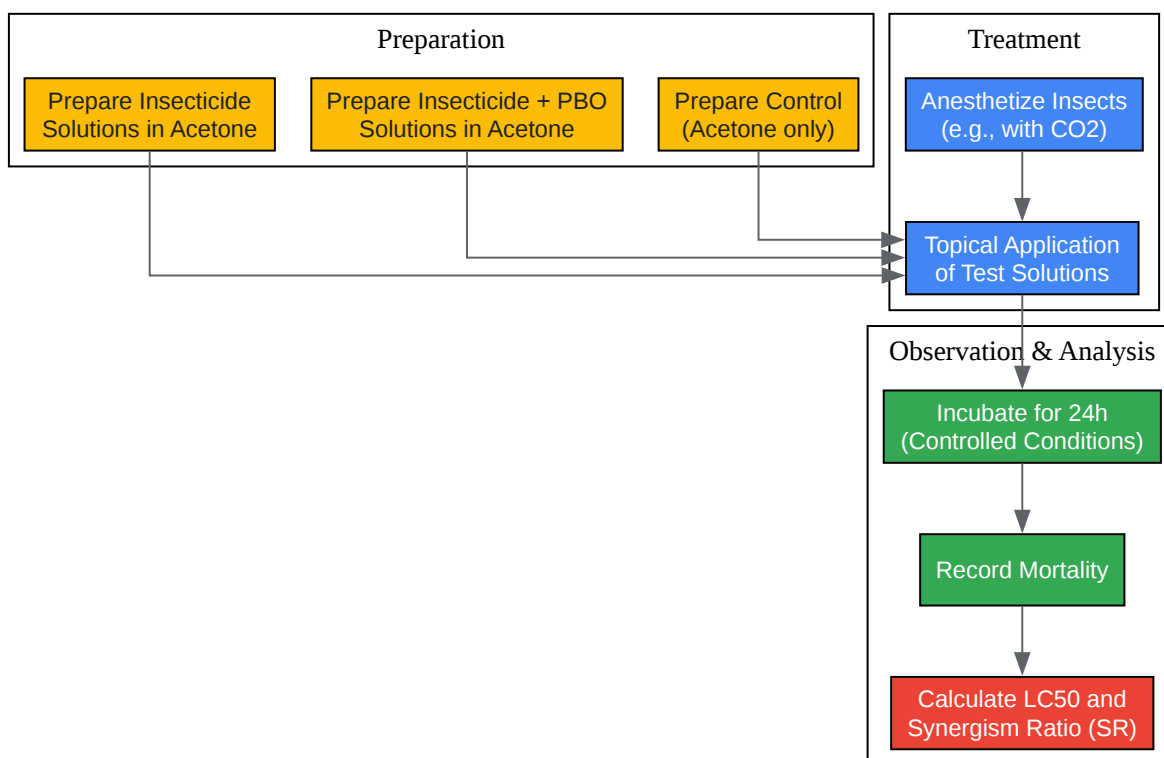 Preparation
Prepare Insecticide
Solutions in Acetone
Prepare Insecticide + PBO
Solutions in Acetone
Prepare Control
(Acetone only)
Treatment
Anesthetize Insects
(e.g., with CO2)
Topical Application
of Test Solutions
Observation & Analysis
Incubate for 24h
(Controlled Conditions)
Record Mortality
Calculate LC50 and
Synergism Ratio (SR)